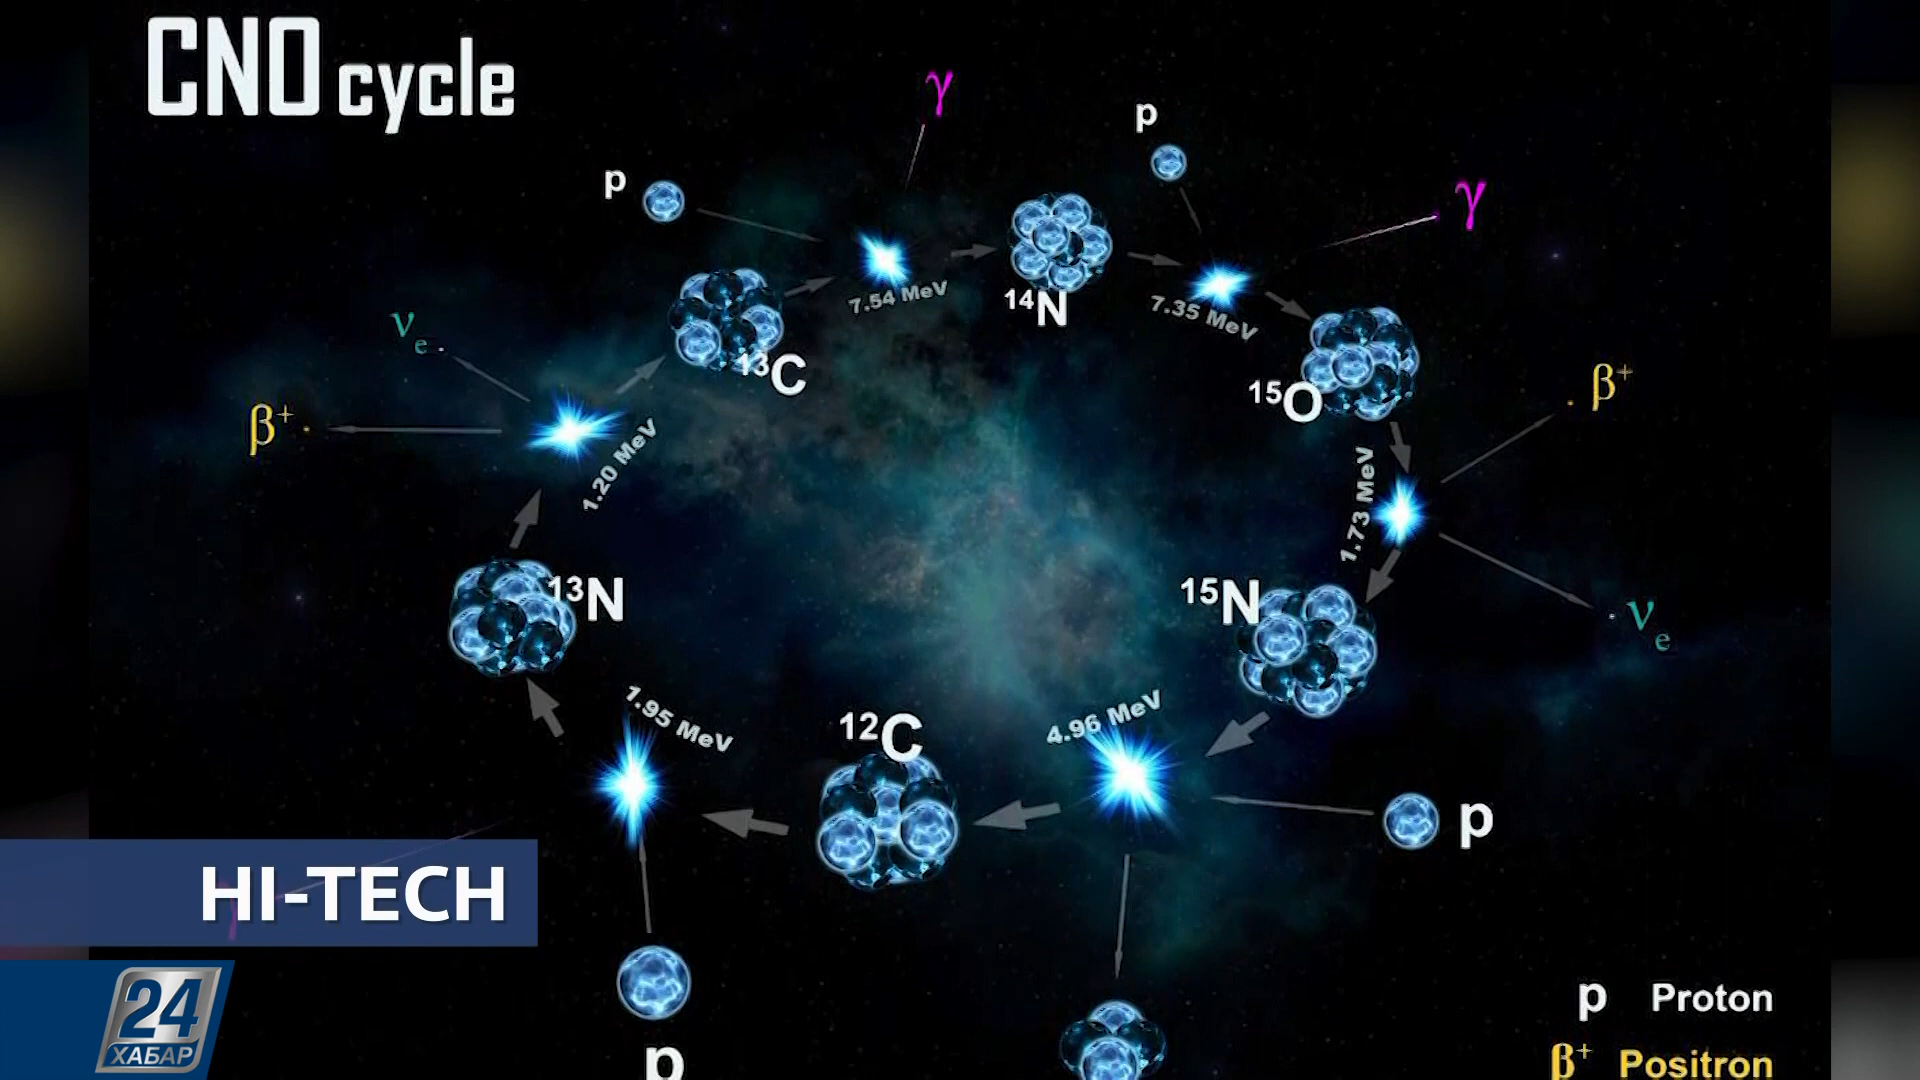 CNO cycle
γ
p
p
γ
7.54 MeV
14N
7.35 MeV
νe
13C
15O
β+
β+
1.20 MeV
1.73 MeV
13N
15N
νe
1.95 MeV
12C
4.96 MeV
p
HI-TECH
γ
p Proton
24
ХАБАР
p
β+ Positron